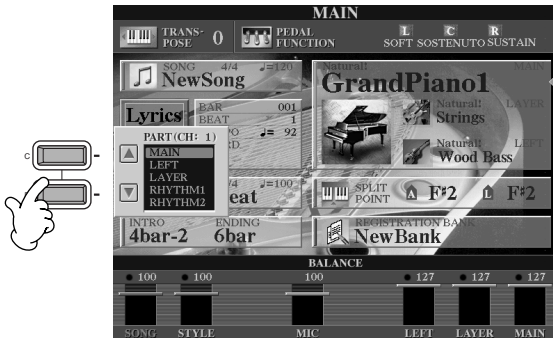 MAIN
TRANS-
POSE 0
PEDAL
FUNCTION
L C R
SOFT SOSTENUTO SUSTAIN
SONG 4/4 ♩=120
NewSong
Natural! MAIN
GrandPiano1
Lyrics
BAR 001
BEAT 1
♩= 92
Natural! LAYER
Strings
Natural! LEFT
Wood Bass
C
PART(CH: 1)
MAIN
LEFT
LAYER
RHYTHM1
RHYTHM2
/4 ♩=100
eat
SPLIT
POINT
A F#2 L F#2
INTRO ENDING
4bar-2 6bar
REGISTRATION BANK
NewBank
BALANCE
100 100 100 127 127 127
SONG STYLE MIC LEFT LAYER MAIN